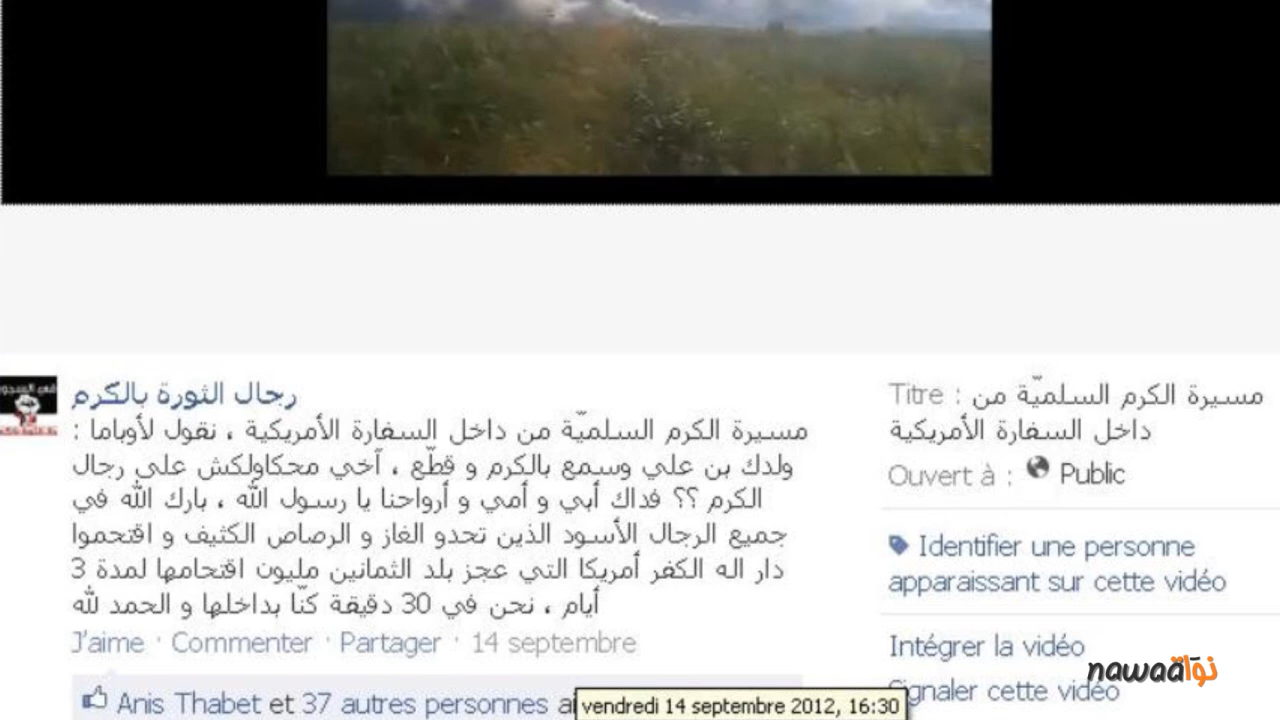 رجال الثورة بالكرم
مسيرة الكرم السلميّة من داخل السفارة الأمريكية ، نقول لأوباما :
ولدك بن علي وسمع بالكرم و قطّع ، آخي محكاولكش على رجال
الكرم ؟؟ فداك أبي و أمي و أرواحنا يا رسول الله ، بارك الله في
جميع الرجال الأسود الذين تحدو الغاز و الرصاص الكثيف و اقتحموا
دار اله الكفر أمريكا التي عجز بلد الثمانين مليون اقتحامها لمدة 3
أيام ، نحن في 30 دقيقة كنّا بداخلها و الحمد لله
J'aime · Commenter · Partager · 14 septembre
Anis Thabet et 37 autres personnes
vendredi 14 septembre 2012, 16:30
Titre : مسيرة الكرم السلميّة من
داخل السفارة الأمريكية
Ouvert à : Public
Identifier une personne
apparaissant sur cette vidéo
Intégrer la vidéo
ignaler cette vidéo
nawaat نواة